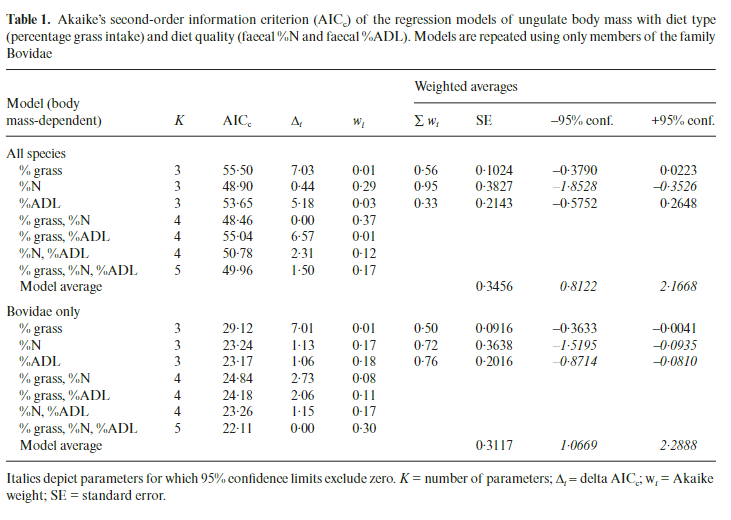 Table 1. Akaike's second-order information criterion (AICc) of the regression models of ungulate body mass with diet type
(percentage grass intake) and diet quality (faecal %N and faecal %ADL). Models are repeated using only members of the family
Bovidae
Weighted averages
Model (body
mass-dependent) K AICc Δi wi Σ wi SE –95% conf. +95% conf.
All species
% grass 3 55·50 7·03 0·01 0·56 0·1024 –0·3790 0·0223
%N 3 48·90 0·44 0·29 0·95 0·3827 –1·8528 –0·3526
%ADL 3 53·65 5·18 0·03 0·33 0·2143 –0·5752 0·2648
% grass, %N 4 48·46 0·00 0·37
% grass, %ADL 4 55·04 6·57 0·01
%N, %ADL 4 50·78 2·31 0·12
% grass, %N, %ADL 5 49·96 1·50 0·17
Model average 0·3456 0·8122 2·1668
Bovidae only
% grass 3 29·12 7·01 0·01 0·50 0·0916 –0·3633 –0·0041
%N 3 23·24 1·13 0·17 0·72 0·3638 –1·5195 –0·0935
%ADL 3 23·17 1·06 0·18 0·76 0·2016 –0·8714 –0·0810
% grass, %N 4 24·84 2·73 0·08
% grass, %ADL 4 24·18 2·06 0·11
%N, %ADL 4 23·26 1·15 0·17
% grass, %N, %ADL 5 22·11 0·00 0·30
Model average 0·3117 1·0669 2·2888
Italics depict parameters for which 95% confidence limits exclude zero. K = number of parameters; Δi = delta AICc; wi = Akaike
weight; SE = standard error.